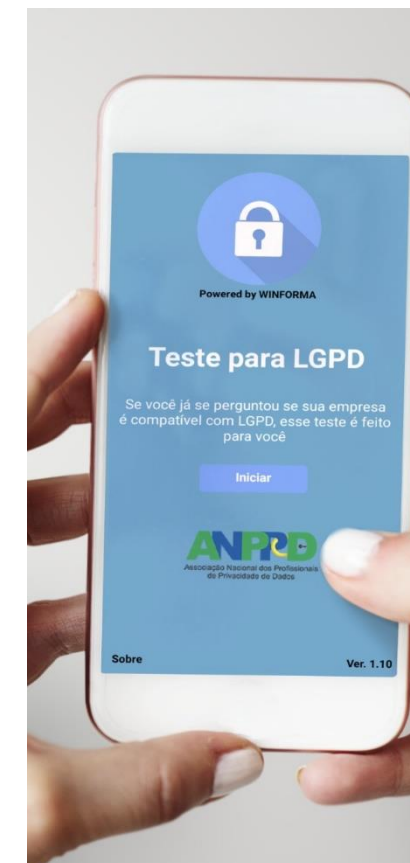 Powered by WINFORMA
Teste para LGPD
Se você já se perguntou se sua empresa
é compatível com LGPD, esse teste é feito
para você
Iniciar
ANPPD
Associação Nacional dos Profissionais
de Privacidade de Dados
Sobre
Ver. 1.10